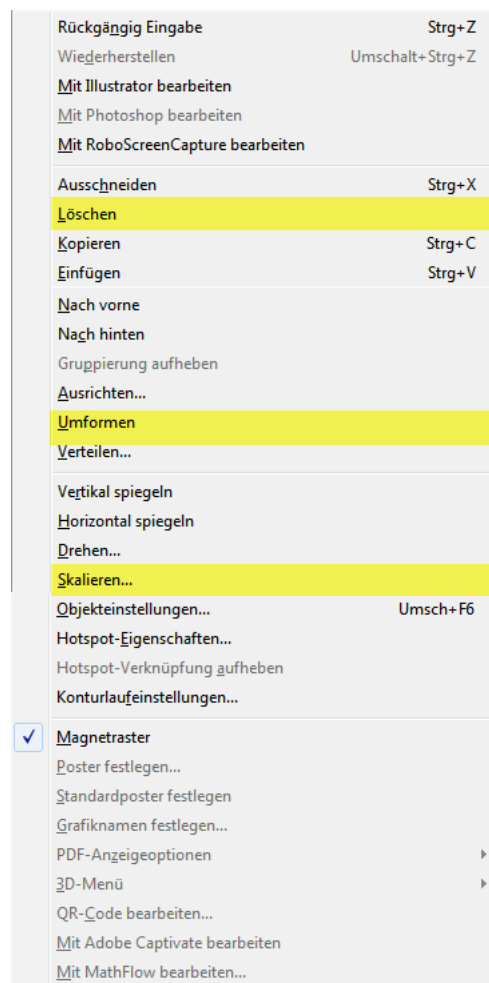 Rückgängig Eingabe Strg+Z
Wiederherstellen Umschalt+Strg+Z
Mit Illustrator bearbeiten
Mit Photoshop bearbeiten
Mit RoboScreenCapture bearbeiten
Ausschneiden Strg+X
Löschen
Kopieren Strg+C
Einfügen Strg+V
Nach vorne
Nach hinten
Gruppierung aufheben
Ausrichten...
Umformen
Verteilen...
Vertikal spiegeln
Horizontal spiegeln
Drehen...
Skalieren...
Objekteinstellungen... Umsch+F6
Hotspot-Eigenschaften...
Hotspot-Verknüpfung aufheben
Konturlaufeinstellungen...
Magnetraster
Poster festlegen...
Standardposter festlegen
Grafiknamen festlegen...
PDF-Anzeigeoptionen
3D-Menü
QR-Code bearbeiten...
Mit Adobe Captivate bearbeiten
Mit MathFlow bearbeiten...